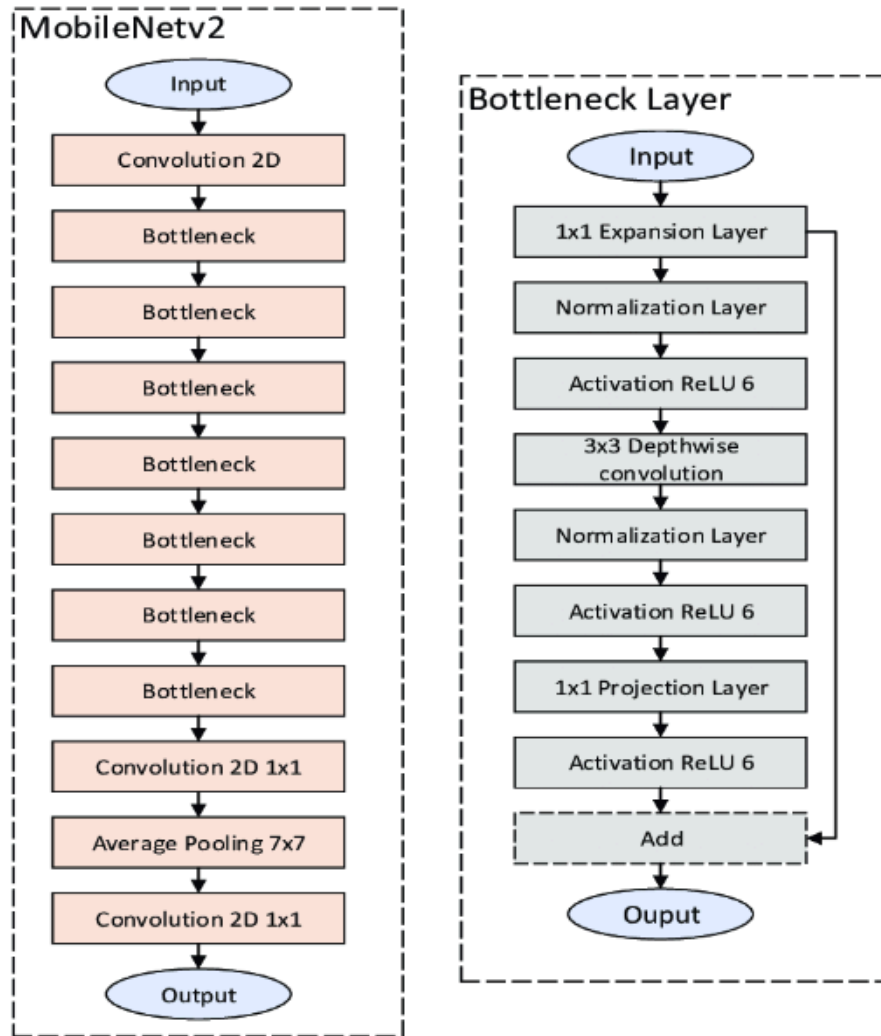 MobileNetv2
Input
Convolution 2D
Bottleneck
Bottleneck
Bottleneck
Bottleneck
Bottleneck
Bottleneck
Bottleneck
Convolution 2D 1x1
Average Pooling 7x7
Convolution 2D 1x1
Output
Bottleneck Layer
Input
1x1 Expansion Layer
Normalization Layer
Activation ReLU 6
3x3 Depthwise
convolution
Normalization Layer
Activation ReLU 6
1x1 Projection Layer
Activation ReLU 6
Add
Ouput